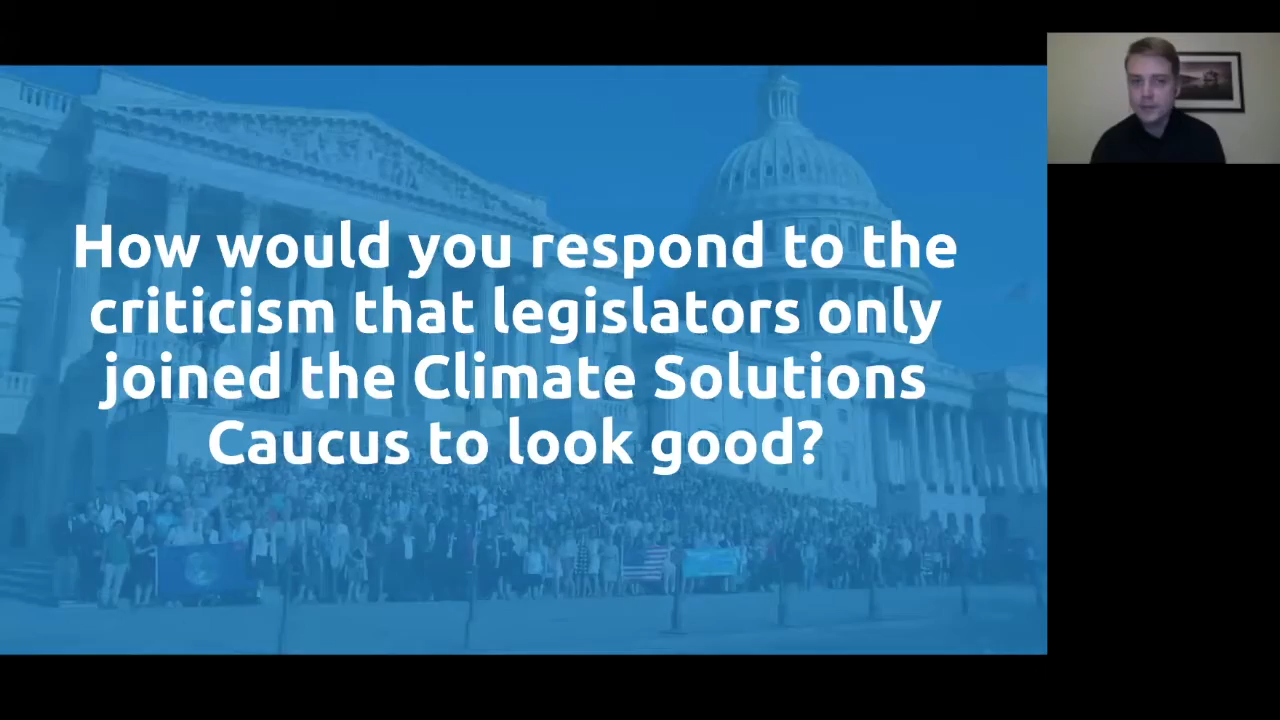 How would you respond to the
criticism that legislators only
joined the Climate Solutions
Caucus to look good?